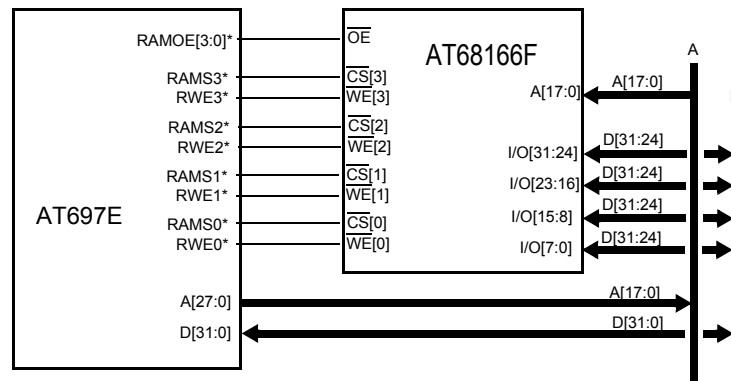 RAMOE[3:0]*
OE
AT68166F
A
RAMS3*
CS[3]
RWE3*
WE[3]
A[17:0]
A[17:0]
RAMS2*
CS[2]
RWE2*
WE[2]
I/O[31:24]
D[31:24]
RAMS1*
CS[1]
I/O[23:16]
D[31:24]
RWE1*
WE[1]
AT697E
RAMS0*
CS[0]
I/O[15:8]
D[31:24]
RWE0*
WE[0]
I/O[7:0]
D[31:24]
A[27:0]
A[17:0]
D[31:0]
D[31:0]